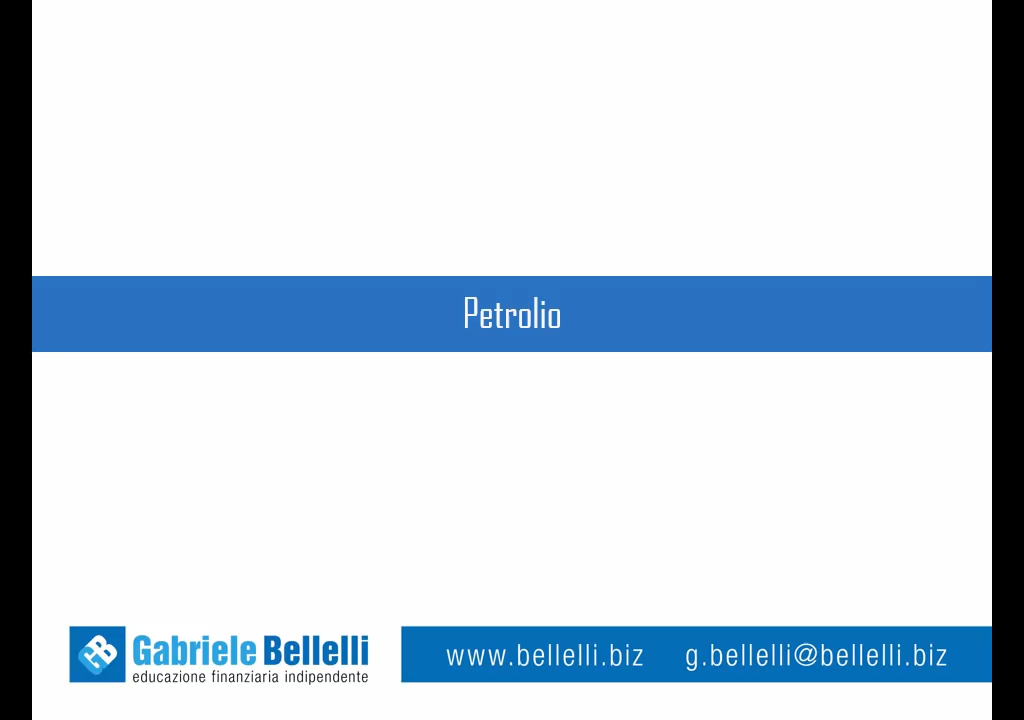 Petrolio
Gabriele Bellelli
educazione finanziaria indipendente
www.bellelli.biz g.bellelli@bellelli.biz